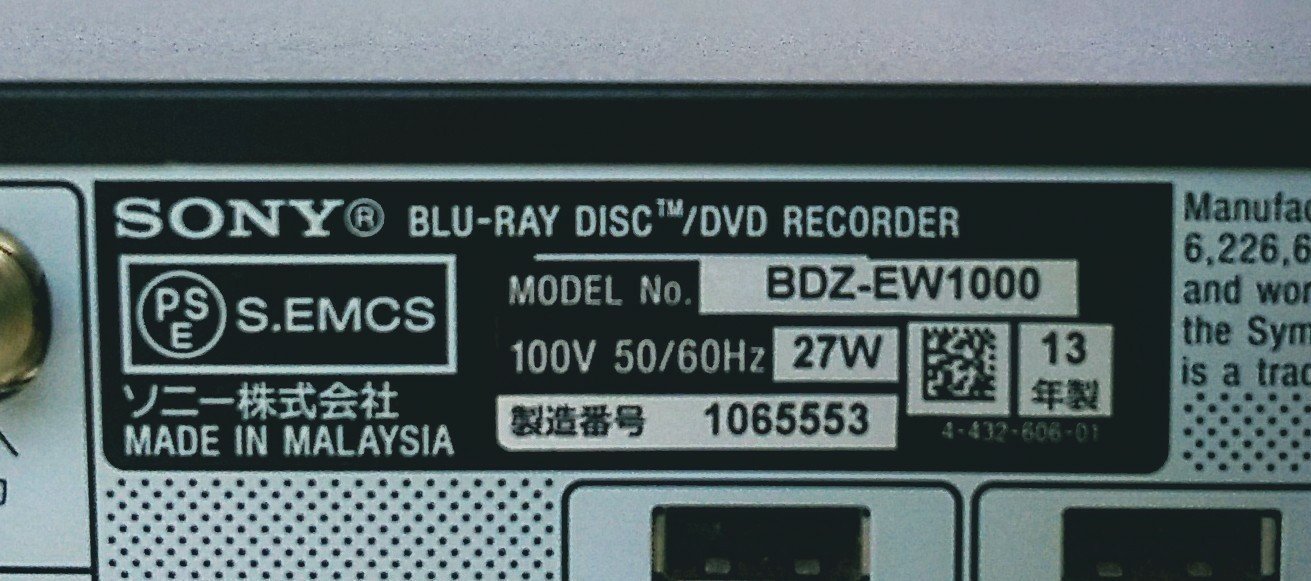 SONY® BLU-RAY DISC™/DVD RECORDER
PSE S.EMCS
MODEL No. BDZ-EW1000
100V 50/60Hz 27W
13
年製
ソニー株式会社
MADE IN MALAYSIA
製造番号 1065553
4-432-606-01
Manufac
6,226,6
and wor
the Sym
is a trad